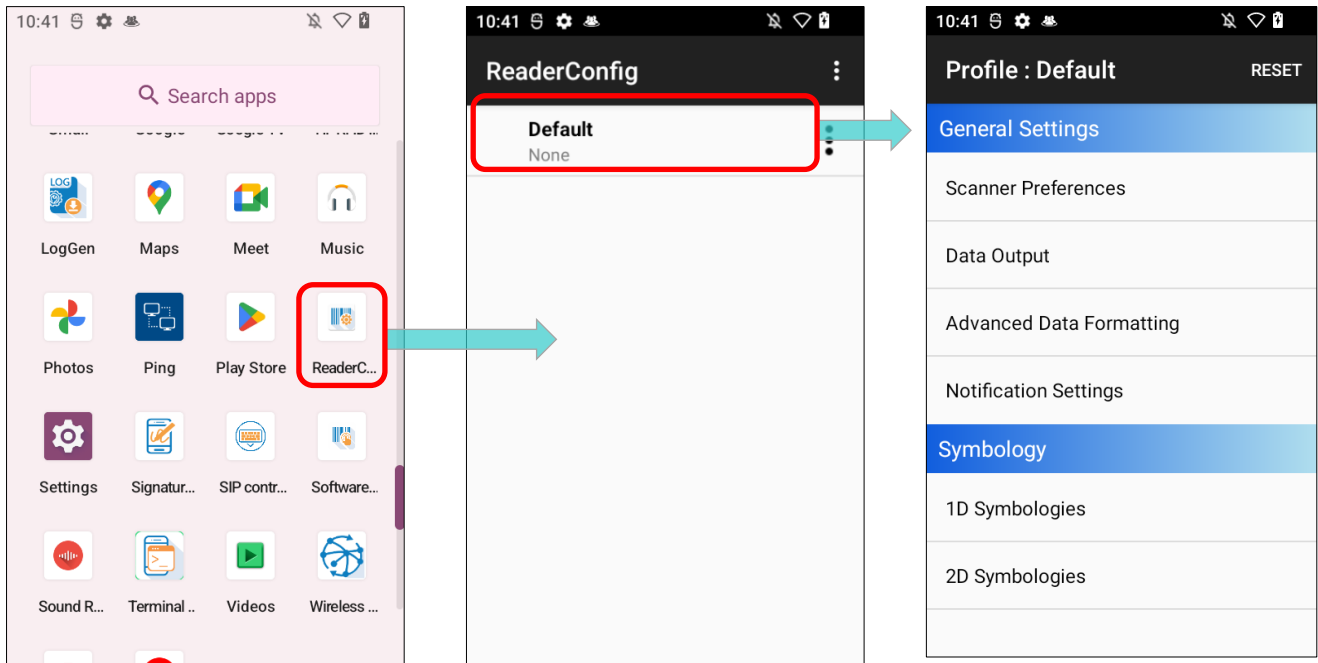 10:41
Search apps
LOG
LogGen
Maps
Meet
Music
Photos
Ping
Play Store
ReaderC...
Settings
Signatur...
SIP contr...
Software...
Sound R...
Terminal ..
Videos
Wireless ...
10:41
ReaderConfig
Default
None
10:41
Profile : Default
RESET
General Settings
Scanner Preferences
Data Output
Advanced Data Formatting
Notification Settings
Symbology
1D Symbologies
2D Symbologies